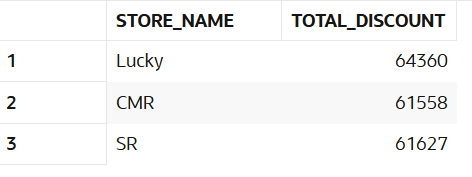 STORE_NAME TOTAL_DISCOUNT
1 Lucky 64360
2 CMR 61558
3 SR 61627